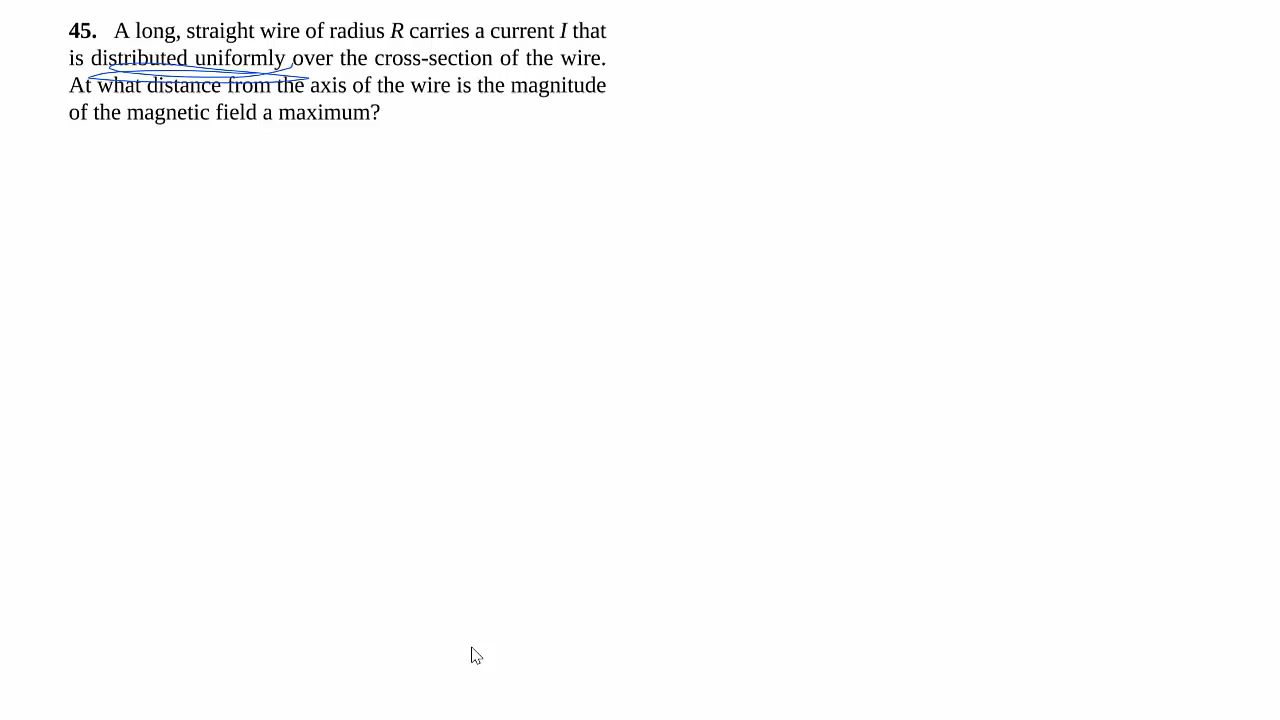 45. A long, straight wire of radius R carries a current I that
is distributed uniformly over the cross-section of the wire.
At what distance from the axis of the wire is the magnitude
of the magnetic field a maximum?